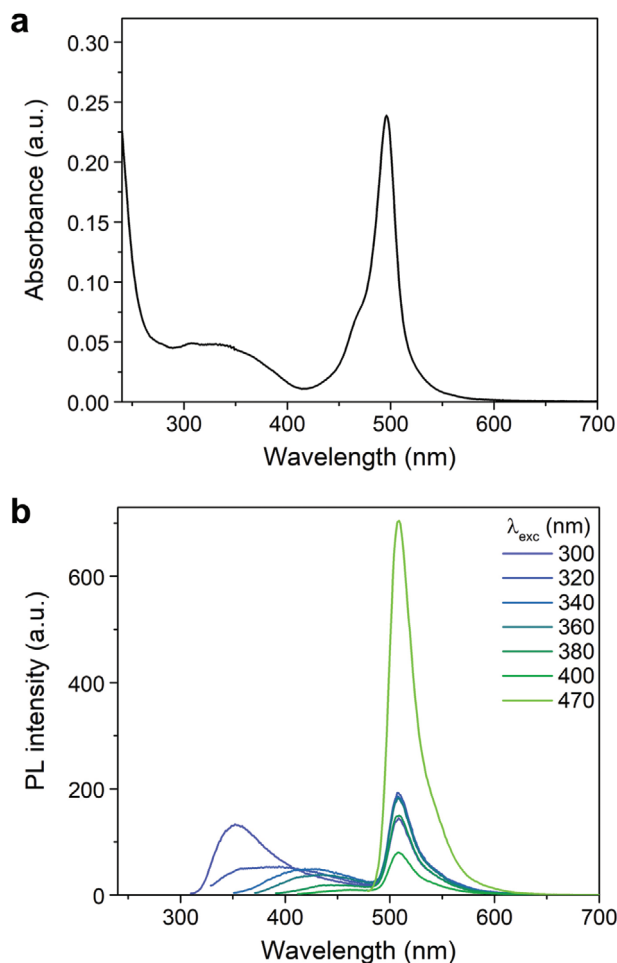 a
0.30
0.25
0.20
0.15
0.10
0.05
0.00
Absorbance (a.u.)
300 400 500 600 700
Wavelength (nm)
b
λexc (nm)
300
320
340
360
380
400
470
600
400
200
0
PL intensity (a.u.)
300 400 500 600 700
Wavelength (nm)